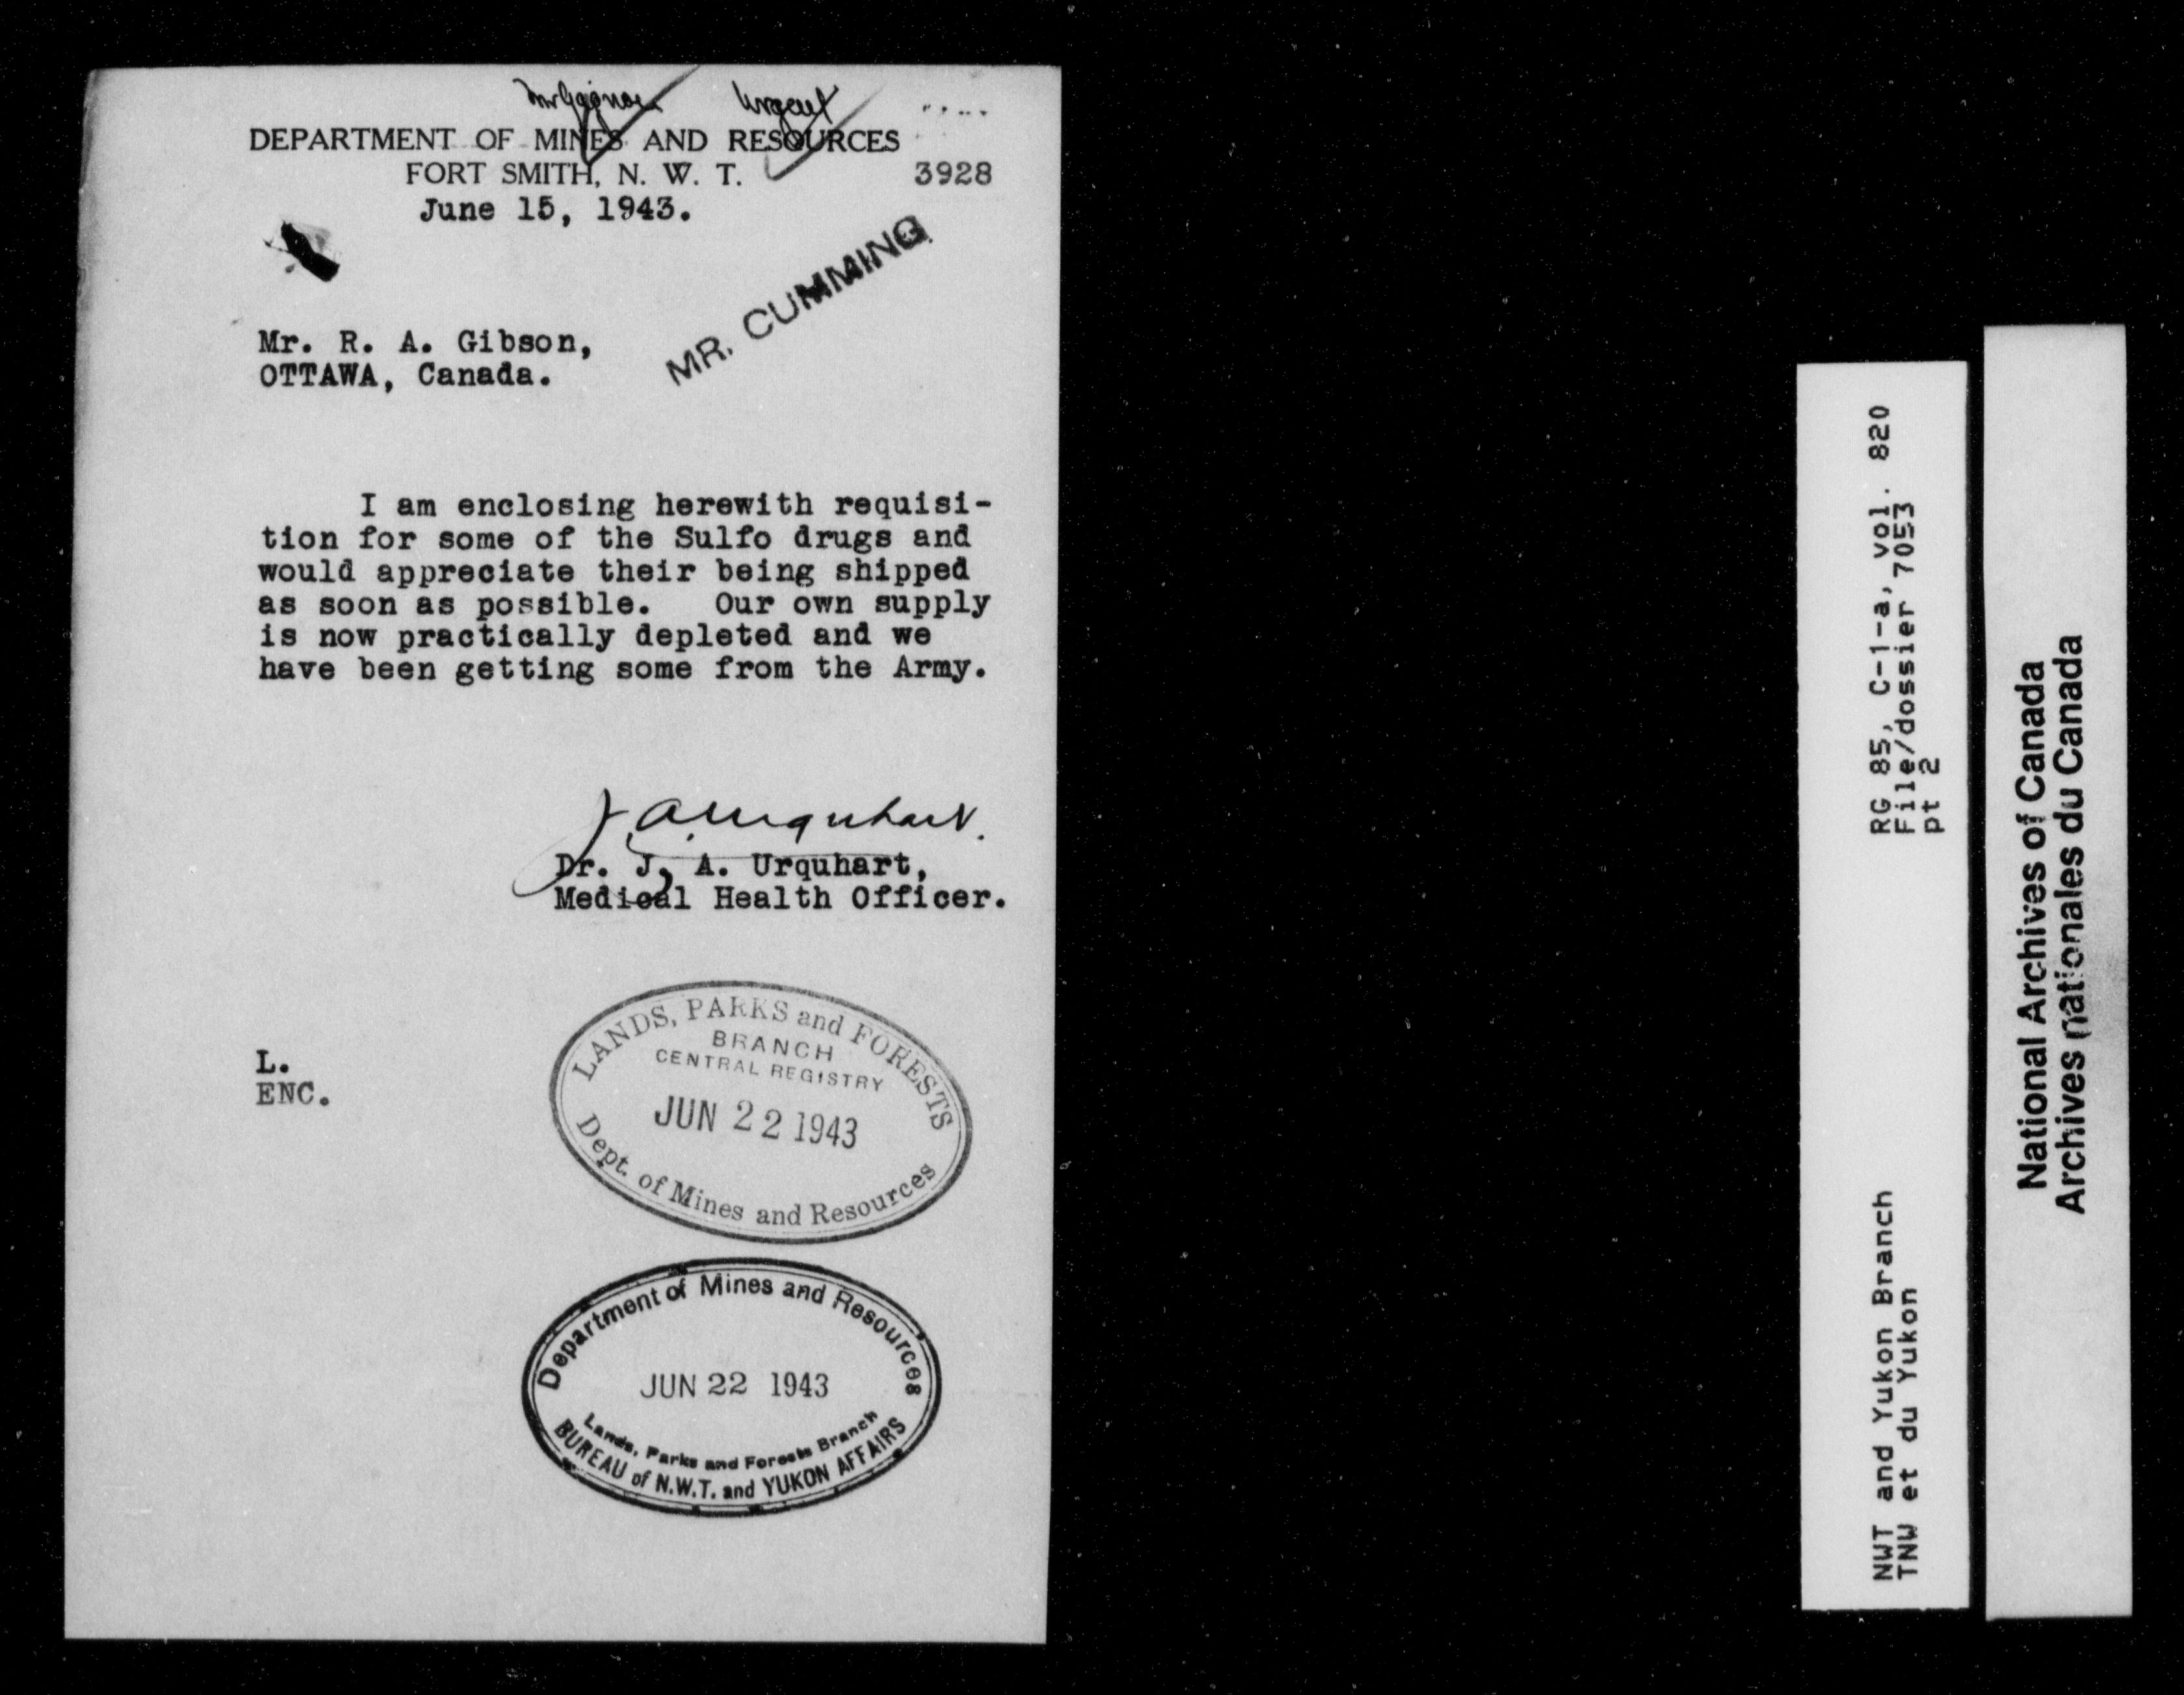 Urgent
DEPARTMENT OF MINES AND RESOURCES
FORT SMITH, N. W. T.
3928
June 15, 1943.
MR. CUMMING
Mr. R. A. Gibson,
OTTAWA, Canada.
I am enclosing herewith requisi-
tion for some of the Sulfo drugs and
would appreciate their being shipped
as soon as possible. Our own supply
is now practically depleted and we
have been getting some from the Army.
J. A. Urquhart.
Dr. J. A. Urquhart,
Medical Health Officer.
L.
ENC.
LANDS, PARKS and FORESTS
BRANCH
CENTRAL REGISTRY
JUN 22 1943
Dept. of Mines and Resources
Department of Mines and Resources
JUN 22 1943
Lands, Parks and Forests Branch
BUREAU of N.W.T. and YUKON AFFAIRS
RG 85, C-1-a, vol. 820
File/dossier 7053
pt 2
NWT and Yukon Branch
TNW et du Yukon
National Archives of Canada
Archives nationales du Canada